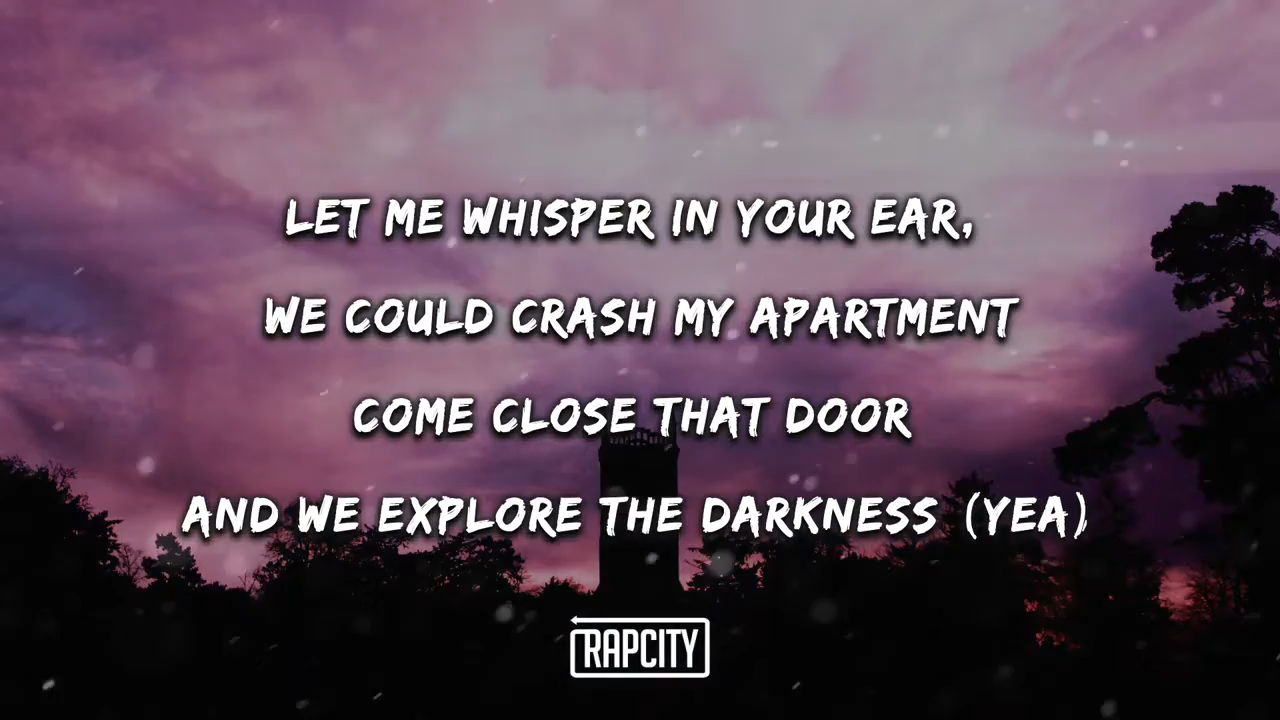 LET ME WHISPER IN YOUR EAR,
WE COULD CRASH MY APARTMENT
COME CLOSE THAT DOOR
AND WE EXPLORE THE DARKNESS (YEA)
RAPCITY